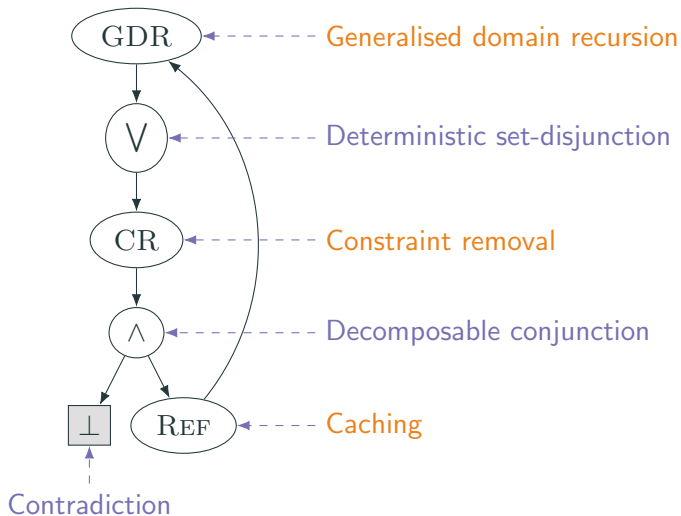 GDR
Generalised domain recursion
⋁
Deterministic set-disjunction
CR
Constraint removal
∧
Decomposable conjunction
⊥
REF
Caching
Contradiction